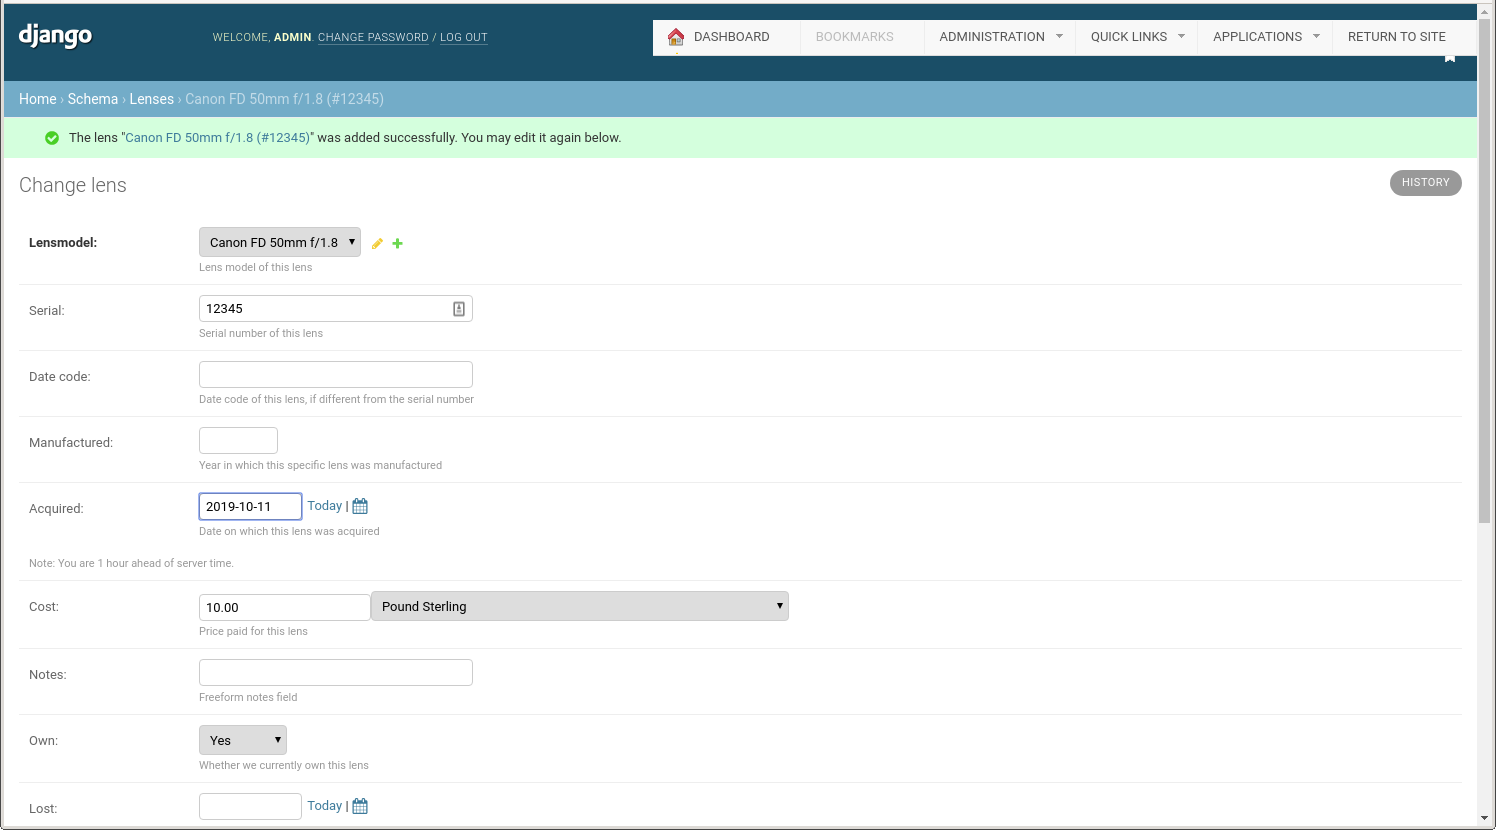 django
WELCOME, ADMIN. CHANGE PASSWORD / LOG OUT
DASHBOARD BOOKMARKS ADMINISTRATION QUICK LINKS APPLICATIONS RETURN TO SITE
Home › Schema › Lenses › Canon FD 50mm f/1.8 (#12345)
The lens "Canon FD 50mm f/1.8 (#12345)" was added successfully. You may edit it again below.
Change lens
HISTORY
Lensmodel: Canon FD 50mm f/1.8
Lens model of this lens
Serial: 12345
Serial number of this lens
Date code:
Date code of this lens, if different from the serial number
Manufactured:
Year in which this specific lens was manufactured
Acquired: 2019-10-11 Today |
Date on which this lens was acquired
Note: You are 1 hour ahead of server time.
Cost: 10.00 Pound Sterling
Price paid for this lens
Notes:
Freeform notes field
Own: Yes
Whether we currently own this lens
Lost: Today |